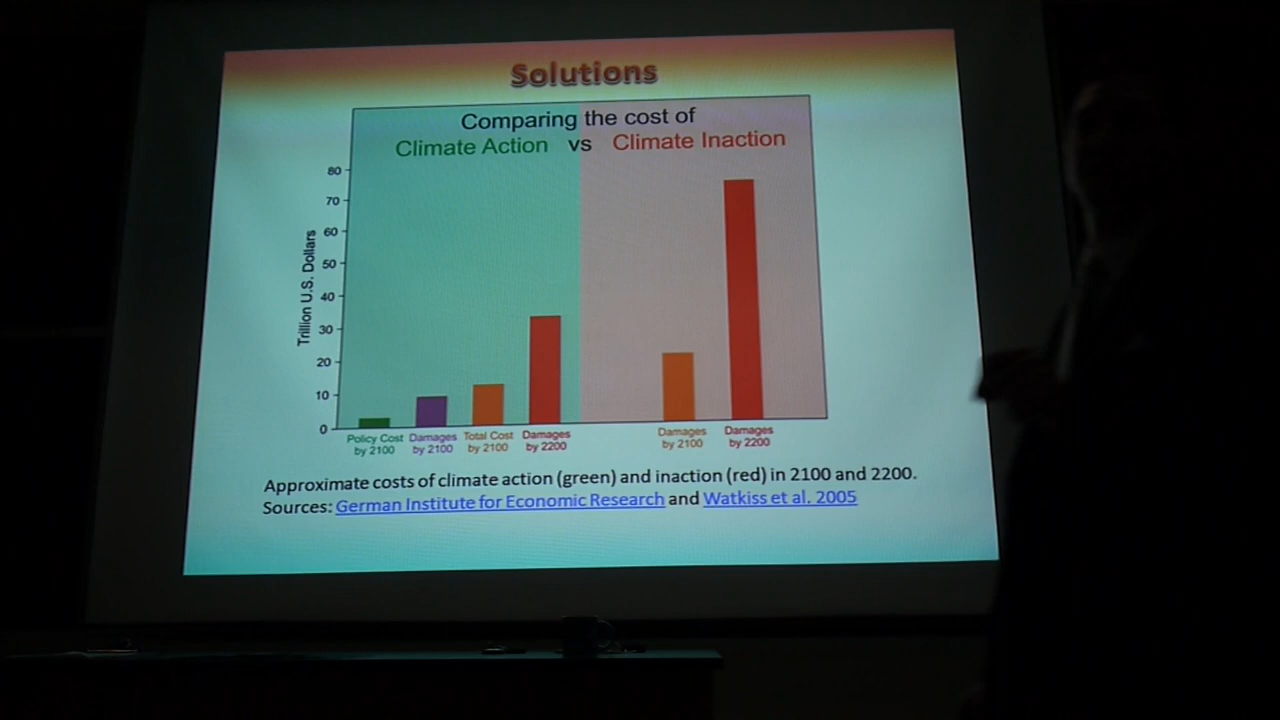 Solutions
Comparing the cost of
Climate Action vs Climate Inaction
Trillion U.S. Dollars
80
70
60
50
40
30
20
10
0
Policy Cost by 2100
Damages by 2100
Total Cost by 2100
Damages by 2200
Damages by 2100
Damages by 2200
Approximate costs of climate action (green) and inaction (red) in 2100 and 2200.
Sources: German Institute for Economic Research and Watkiss et al. 2005